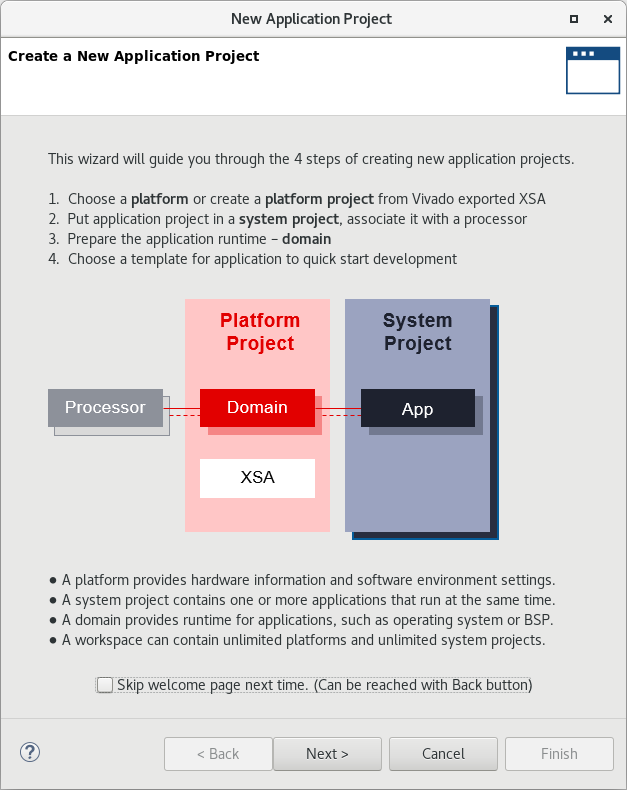 New Application Project
Create a New Application Project
This wizard will guide you through the 4 steps of creating new application projects.
1. Choose a platform or create a platform project from Vivado exported XSA
2. Put application project in a system project, associate it with a processor
3. Prepare the application runtime – domain
4. Choose a template for application to quick start development
Platform
Project
System
Project
Processor
Domain
App
XSA
● A platform provides hardware information and software environment settings.
● A system project contains one or more applications that run at the same time.
● A domain provides runtime for applications, such as operating system or BSP.
● A workspace can contain unlimited platforms and unlimited system projects.
Skip welcome page next time. (Can be reached with Back button)
?
< Back
Next >
Cancel
Finish